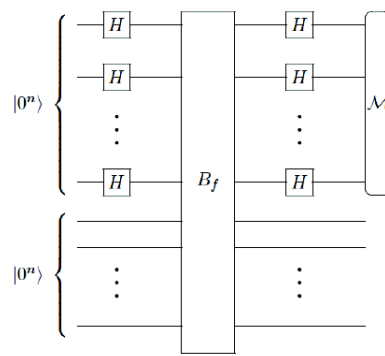 H H
H H
|0ⁿ⟩ M
⋮ ⋮
H H
B_f
|0ⁿ⟩ ⋮ ⋮